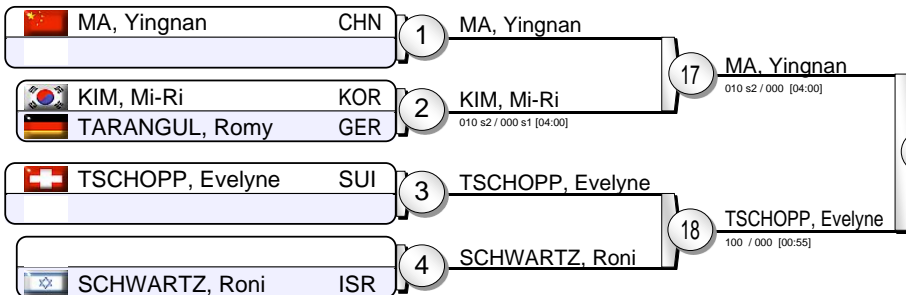 MA, Yingnan CHN
1
MA, Yingnan
17
MA, Yingnan
010 s2 / 000 [04:00]
KIM, Mi-Ri KOR
TARANGUL, Romy GER
2
KIM, Mi-Ri
010 s2 / 000 s1 [04:00]
TSCHOPP, Evelyne SUI
3
TSCHOPP, Evelyne
18
TSCHOPP, Evelyne
100 / 000 [00:55]
SCHWARTZ, Roni ISR
4
SCHWARTZ, Roni